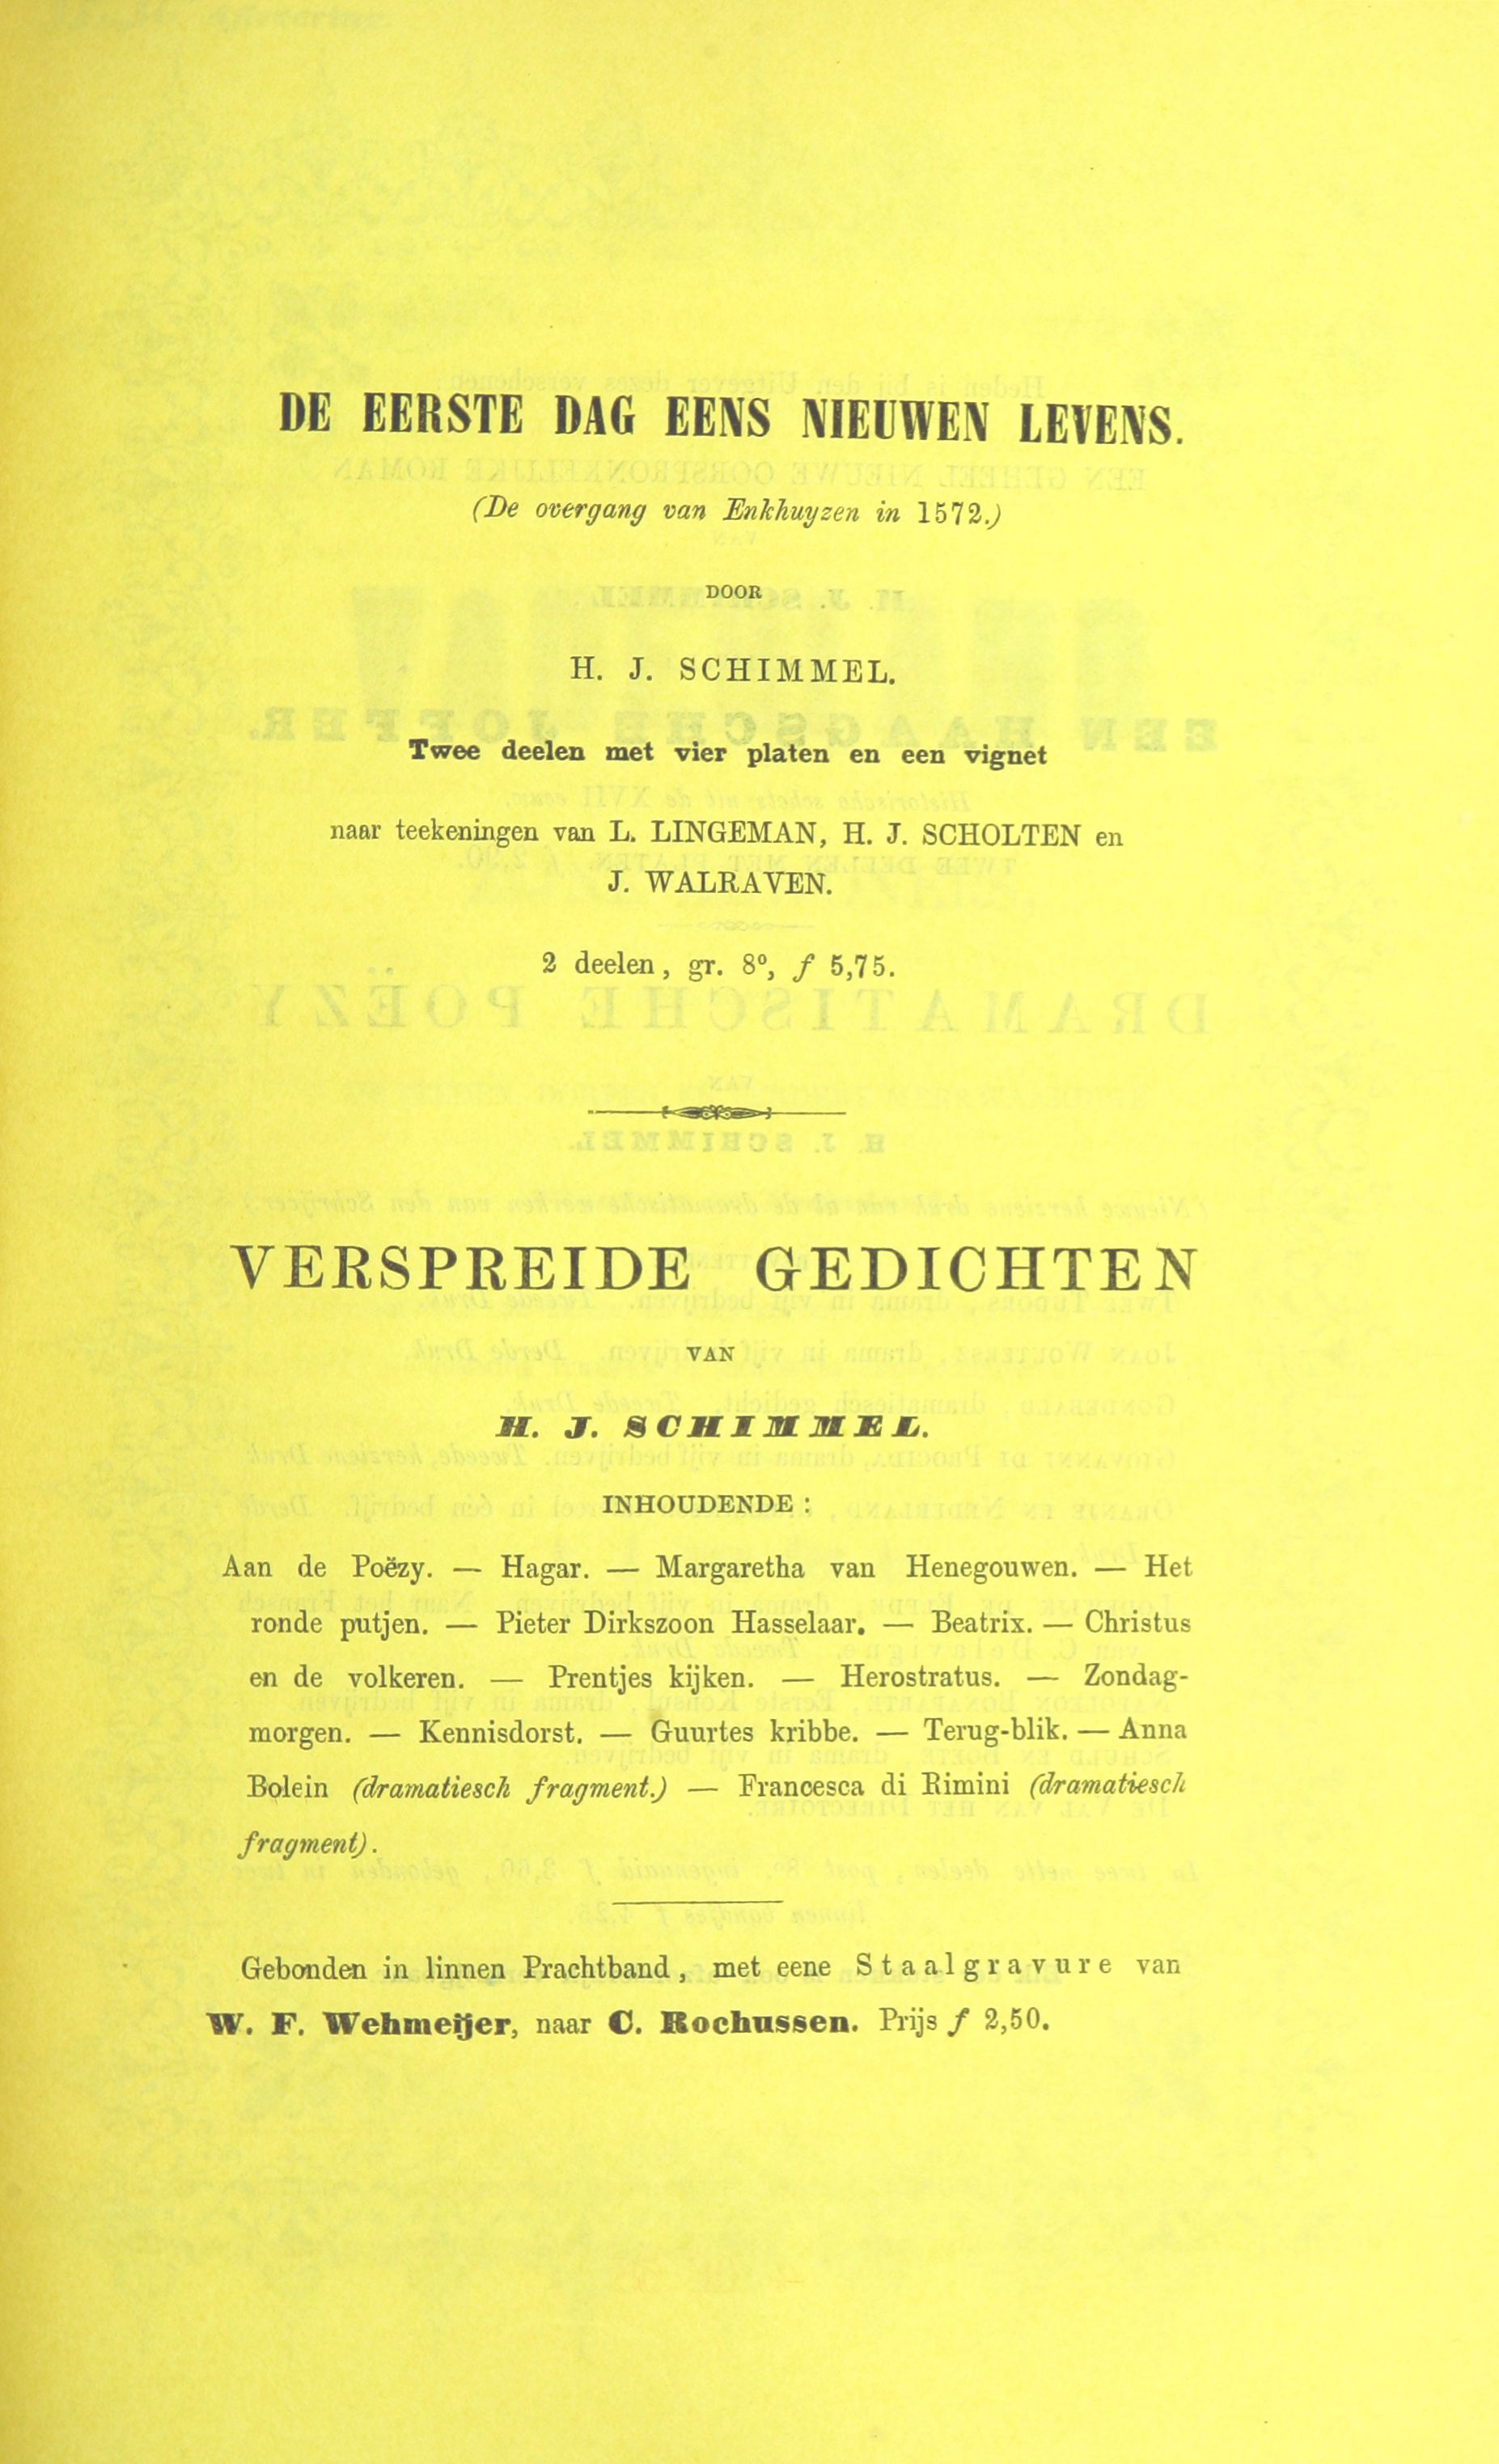 DE EERSTE DAG EENS NIEUWEN LEVENS.
(De overgang van Enkhuyzen in 1572.)
DOOR
H. J. SCHIMMEL.
Twee deelen met vier platen en een vignet
naar teekeningen van L. LINGEMAN, H. J. SCHOLTEN en
J. WALRAVEN.
2 deelen, gr. 8º, ƒ 5,75.
VERSPREIDE GEDICHTEN
VAN
H. J. SCHIMMEL.
INHOUDENDE:
Aan de Poëzy. — Hagar. — Margaretha van Henegouwen. — Het
ronde putjen. — Pieter Dirkszoon Hasselaar. — Beatrix. — Christus
en de volkeren. — Prentjes kijken. — Herostratus. — Zondag-
morgen. — Kennisdorst. — Guurtes kribbe. — Terug-blik. — Anna
Bolein (dramatiesch fragment.) — Francesca di Rimini (dramatiesch
fragment).
Gebonden in linnen Prachtband, met eene Staalgravure van
W. F. Wehmeijer, naar C. Rochussen. Prijs ƒ 2,50.